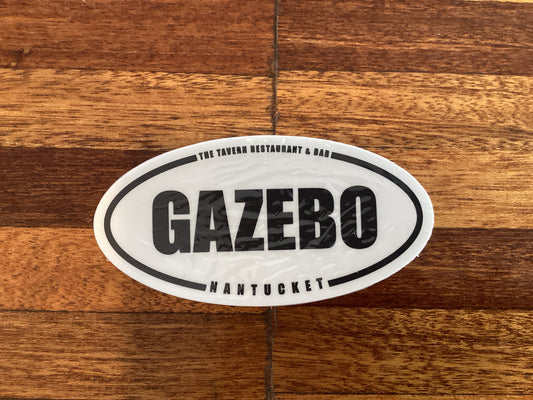 THE TAVERN RESTAURANT & BAR
GAZEBO
NANTUCKET